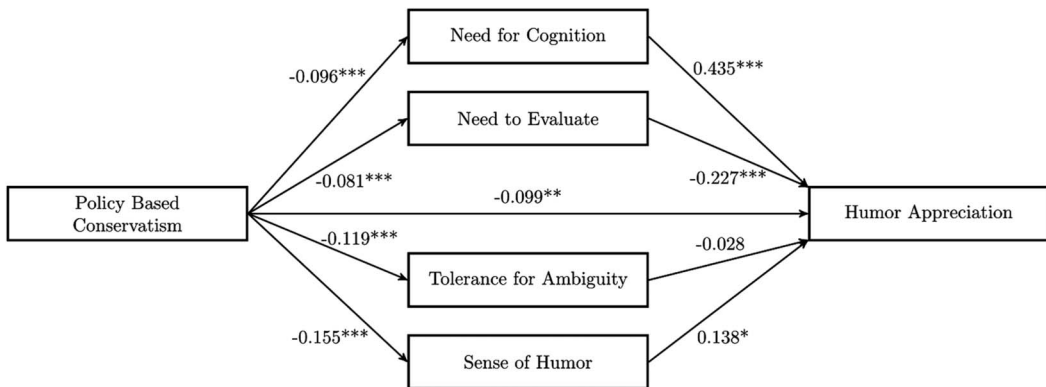 Need for Cognition
-0.096***
0.435***
Need to Evaluate
-0.081***
-0.227***
-0.099**
Policy Based
Conservatism
Humor Appreciation
-0.119***
-0.028
Tolerance for Ambiguity
-0.155***
0.138*
Sense of Humor